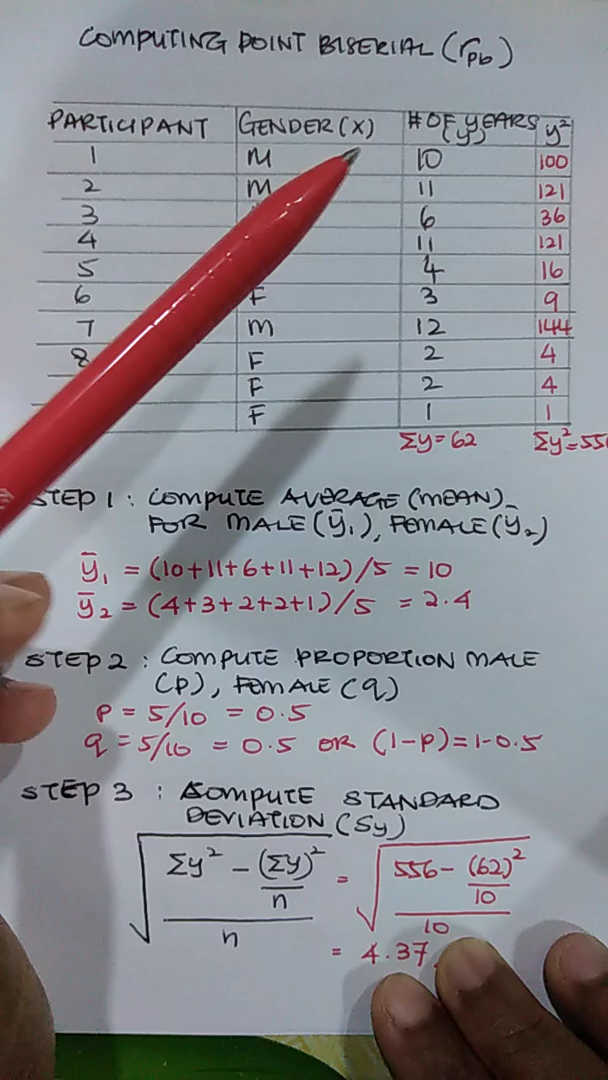 COMPUTING POINT BISERIAL (rpb)
PARTICIPANT GENDER (X) # OF YEARS (y) y²
1 M 10 100
2 M 11 121
3 6 36
4 11 121
5 4 16
6 F 3 9
7 M 12 144
8 F 2 4
F 2 4
F 1 1
Σy = 62 Σy² = 556
STEP 1 : COMPUTE AVERAGE (MEAN)
FOR MALE (ȳ₁), FEMALE (ȳ₂)
ȳ₁ = (10+11+6+11+12)/5 = 10
ȳ₂ = (4+3+2+2+1)/5 = 2.4
STEP 2 : COMPUTE PROPORTION MALE
(P), FEMALE (q)
P = 5/10 = 0.5
q = 5/10 = 0.5 OR (1-P) = 1-0.5
STEP 3 : COMPUTE STANDARD
DEVIATION (Sy)
√((Σy² - (Σy)²/n)/n) = √((556 - (62)²/10)/10)
= 4.37